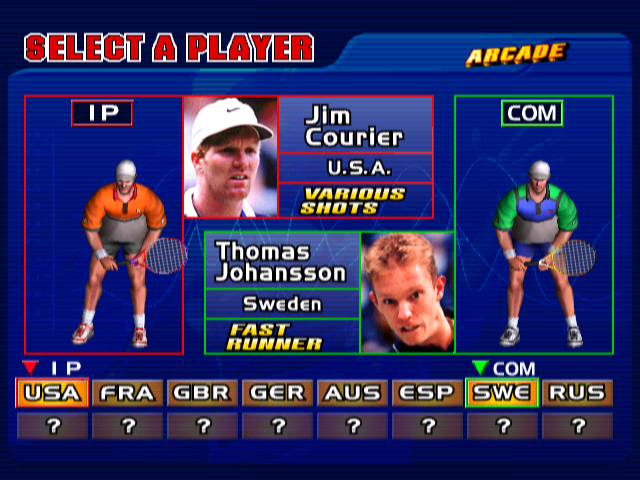 SELECT A PLAYER
ARCADE
1P
Jim
Courier
U.S.A.
VARIOUS
SHOTS
COM
Thomas
Johansson
Sweden
FAST
RUNNER
1P
COM
USA FRA GBR GER AUS ESP SWE RUS
? ? ? ? ? ? ? ?